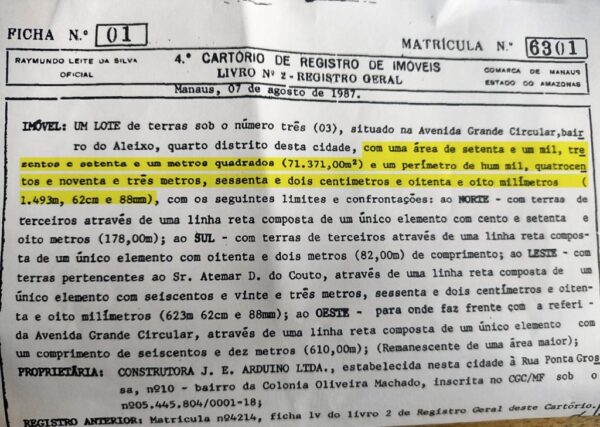 FICHA N.º 01
MATRÍCULA N.º 6301
RAYMUNDO LEITE DA SILVA
OFICIAL
4.º CARTÓRIO DE REGISTRO DE IMÓVEIS
LIVRO Nº 2 - REGISTRO GERAL
COMARCA DE MANAUS
ESTADO DO AMAZONAS
Manaus, 07 de agosto de 1987.
IMÓVEL: UM LOTE de terras sob o número três (03), situado na Avenida Grande Circular,bair
ro do Aleixo, quarto distrito desta cidade, com uma área de setenta e um mil, tre
sentos e setenta e um metros quadrados (71.371,00m²) e um perímetro de hum mil, quatrocen
tos e noventa e três metros, sessenta e dois centimetros e oitenta e oito milímetros (
1.493m, 62cm e 88mm), com os seguintes limites e confrontações: ao NORTE - com terras de
terceiros através de uma linha reta composta de um único elemento com cento e setenta e
oito metros (178,00m); ao SUL - com terras de terceiros através de uma linha reta compos-
ta de um único elemento com oitenta e dois metros (82,00m) de comprimento; ao LESTE - com
terras pertencentes ao Sr. Atemar D. do Couto, através de uma linha reta composta de um
único elemento com seiscentos e vinte e três metros, sessenta e dois centímetros e oiten-
ta e oito milímetros (623m 62cm e 88mm); ao OESTE - para onde faz frente com a referi -
da Avenida Grande Circular, através de uma linha reta composta de um único elemento com
um comprimento de seiscentos e dez metros (610,00m); (Remanescente de uma área maior);
PROPRIETÁRIA: CONSTRUTORA J. E. ARDUINO LTDA., estabelecida nesta cidade à Rua Ponta Gros
sa, nº10 - bairro da Colonia Oliveira Machado, inscrita no CGC/MF sob o
nº05.445.804/0001-18;
REGISTRO ANTERIOR: Matricula nº4214, ficha 1v do livro 2 de Registro Geral deste Cartório.